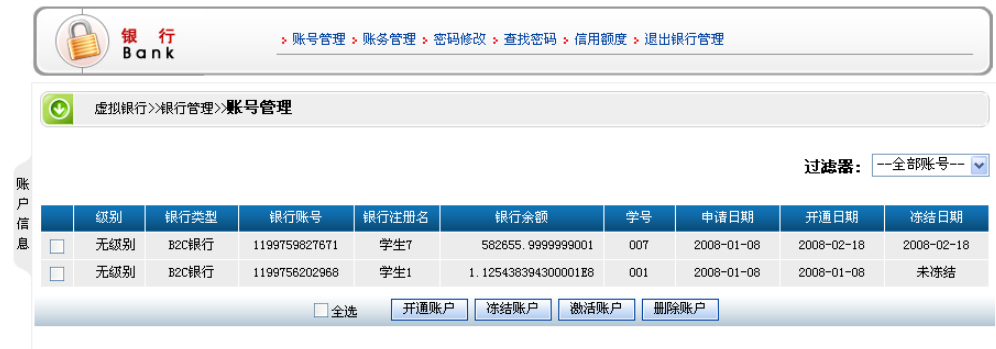 银 行
Bank
账号管理 账务管理 密码修改 查找密码 信用额度 退出银行管理
虚拟银行>>银行管理>>账号管理
账户信息
过滤器: --全部账号--
级别 银行类型 银行账号 银行注册名 银行余额 学号 申请日期 开通日期 冻结日期
无级别 B2C银行 1199759827671 学生7 582655.9999999001 007 2008-01-08 2008-02-18 2008-02-18
无级别 B2C银行 1199756202968 学生1 1.125438394300001E8 001 2008-01-08 2008-01-08 未冻结
全选 开通账户 冻结账户 激活账户 删除账户